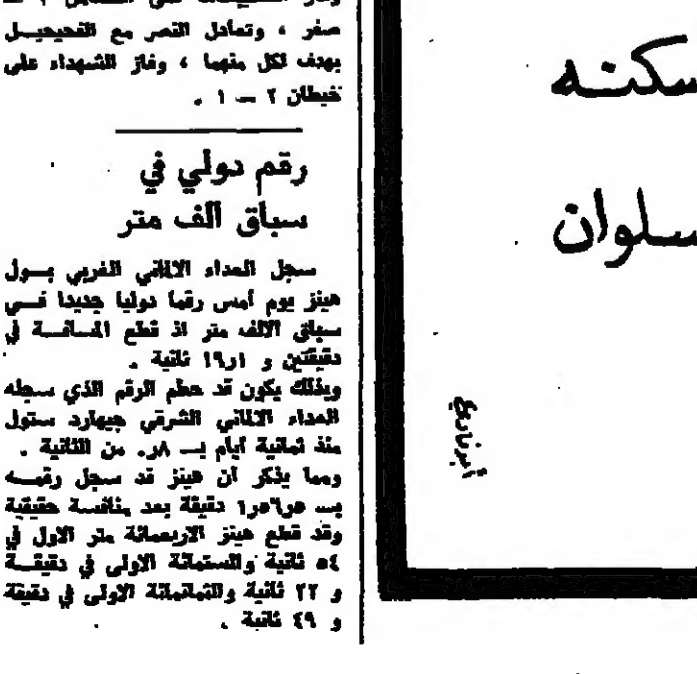 صفر ، وتعادل النصر مع الفحيحيل
بهدف لكل منهما ، وفاز الشهداء على
خيطان ٢ — ١ .
رقم دولي في
سباق الف متر
سجل العداء الالماني الغربي بول
هينز يوم أمس رقما دوليا جديدا في
سباق الالف متر اذ قطع المسافة في
دقيقتين و ١ر١٩ ثانية .
وبذلك يكون قد حطم الرقم الذي سجله
العداء الالماني الشرقي جيهارد ستول
منذ ثمانية أيام بـ ٨ر. من الثانية .
ومما يذكر أن هينز قد سجل رقمه
بـ دقيقة بعد منافسة حقيقية
وقد قطع هينز الاربعمائة متر الاول في
٥٤ ثانية والستمائة الاولى في دقيقة
و ٢٢ ثانية والثمانمائة الاولى في دقيقة
و ٤٩ ثانية .
سكنه
سلوان